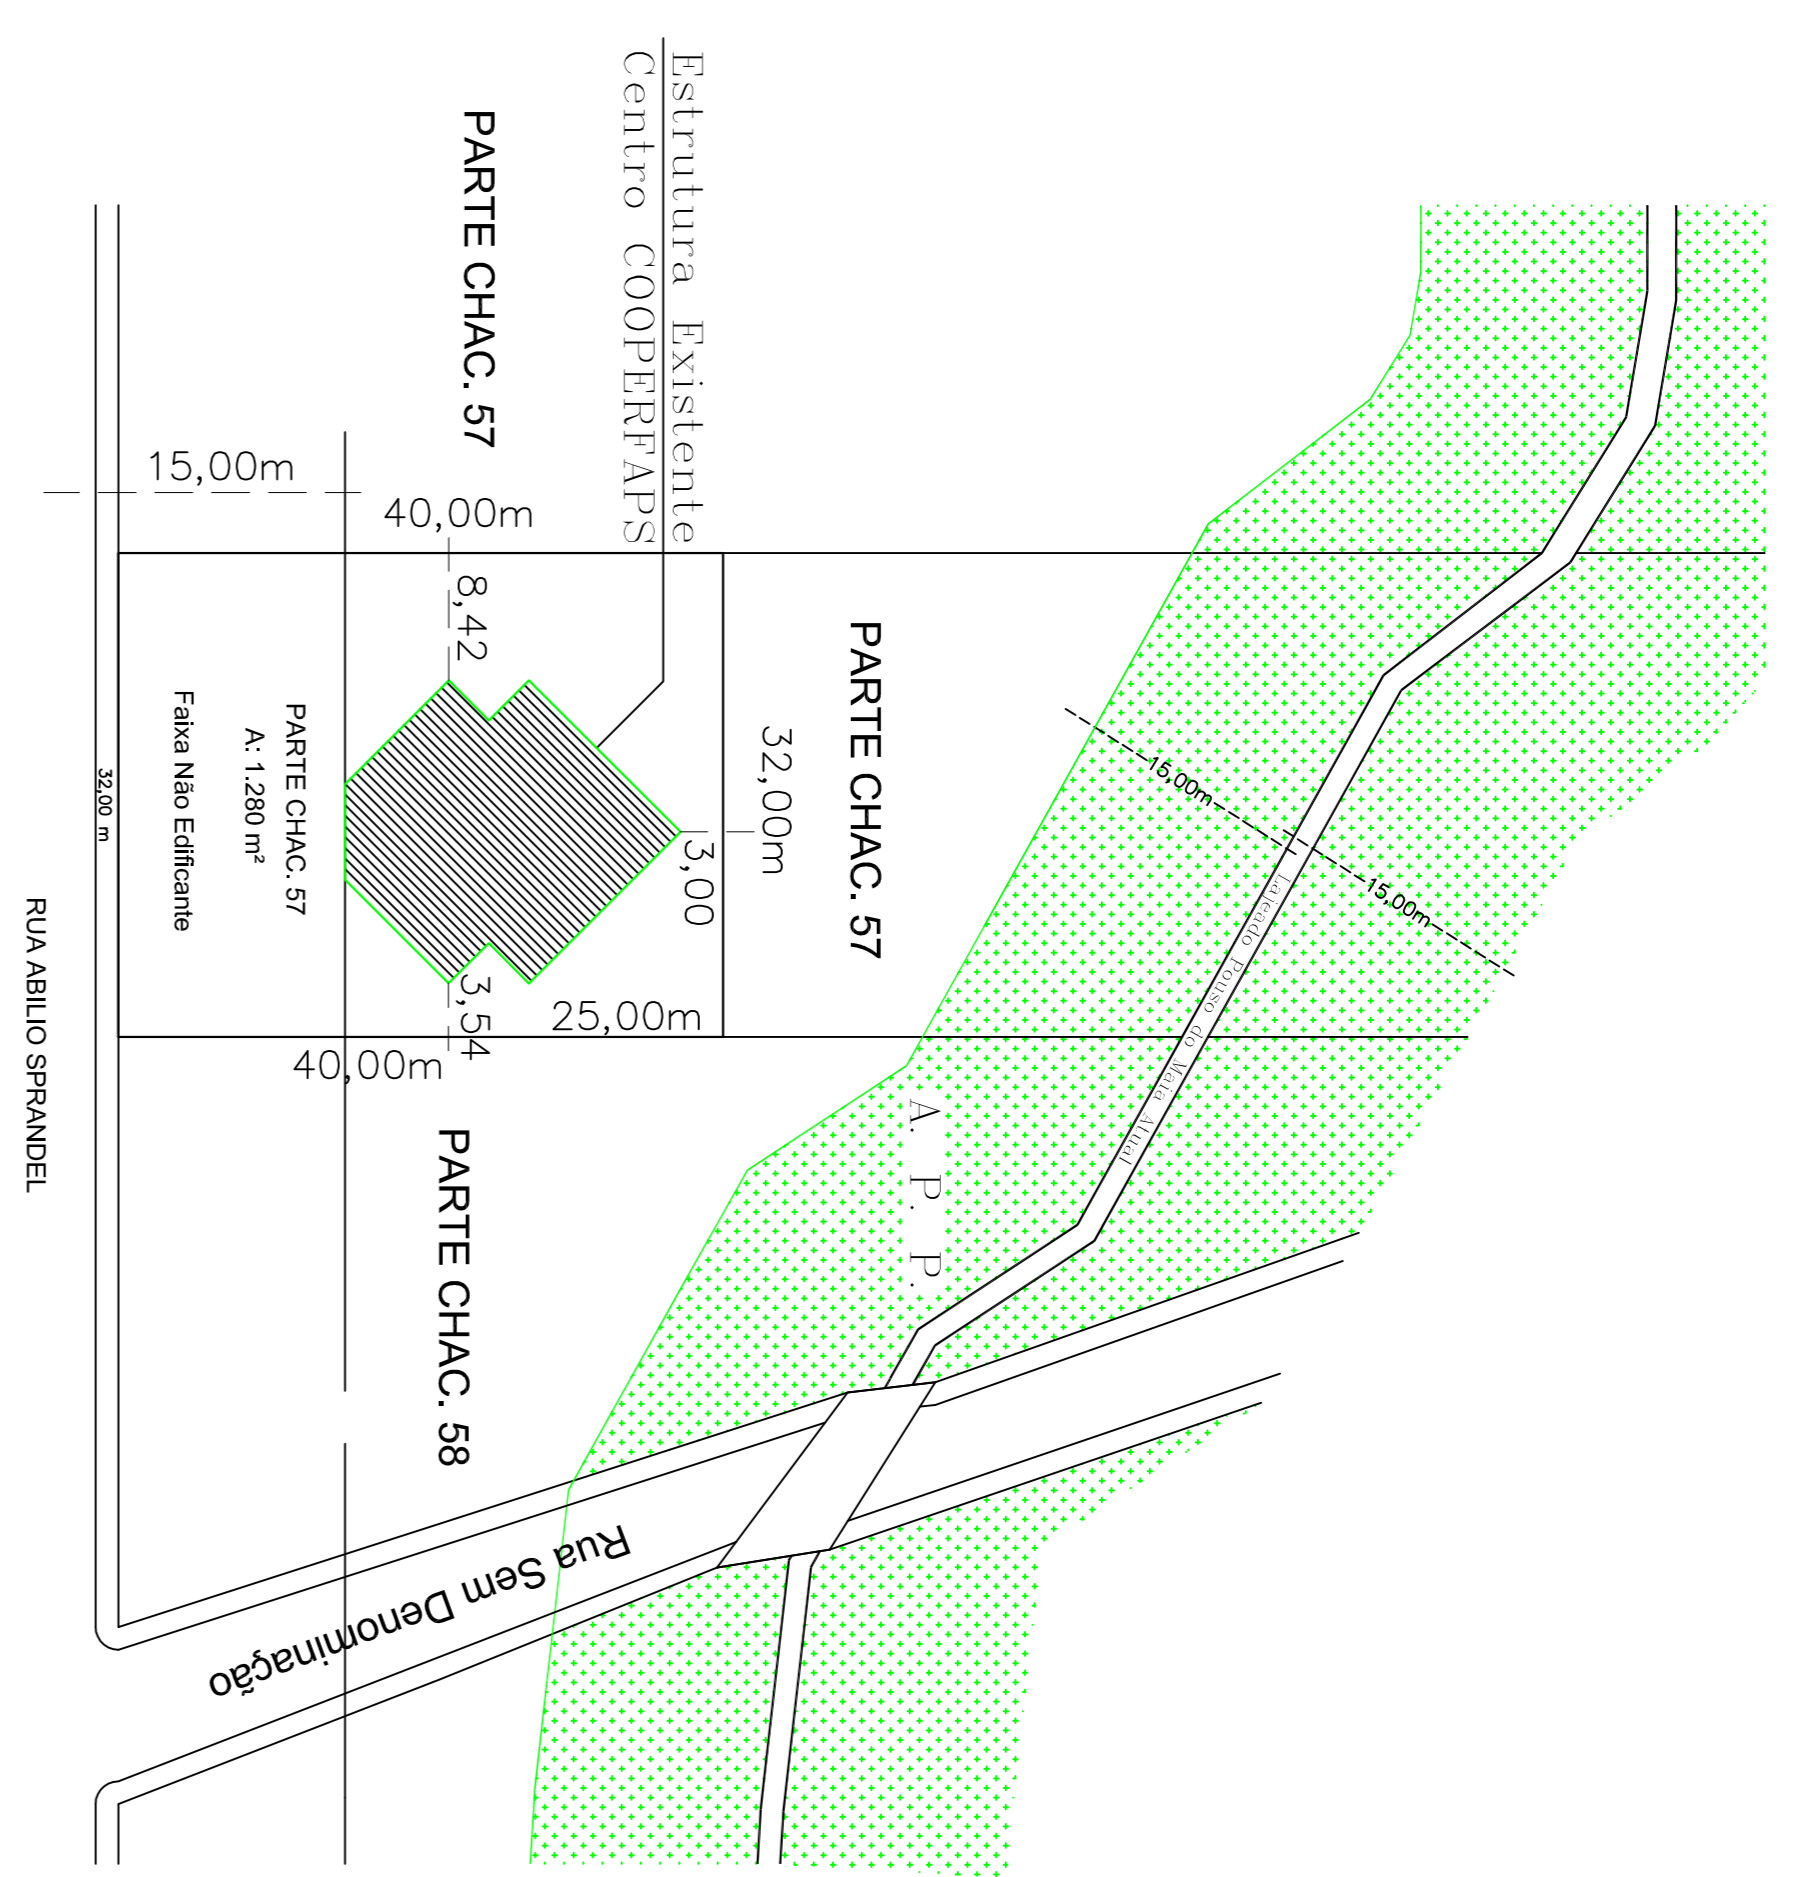 Estrutura Existente
Centro COOPERFAPS
PARTE CHAC. 57
15,00m
40,00m
8,42
PARTE CHAC. 57
32,00m
3,00
PARTE CHAC. 57
A: 1.280 m²
Faixa Não Edificante
32,00 m
3,54
25,00m
40,00m
RUA ABILIO SPRANDEL
15,00m
15,00m
Lajeado Pouso do Maia Atual
A. P. P.
PARTE CHAC. 58
Rua Sem Denominação